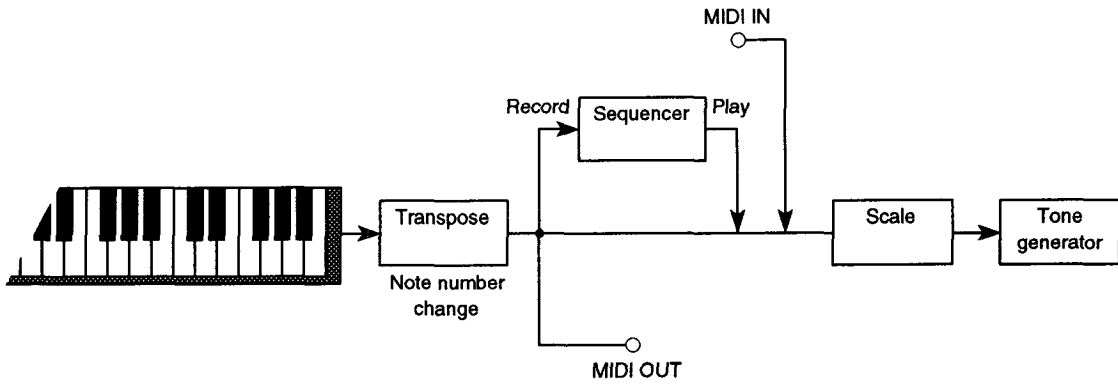 MIDI IN
Record
Sequencer
Play
Transpose
Scale
Tone
generator
Note number
change
MIDI OUT